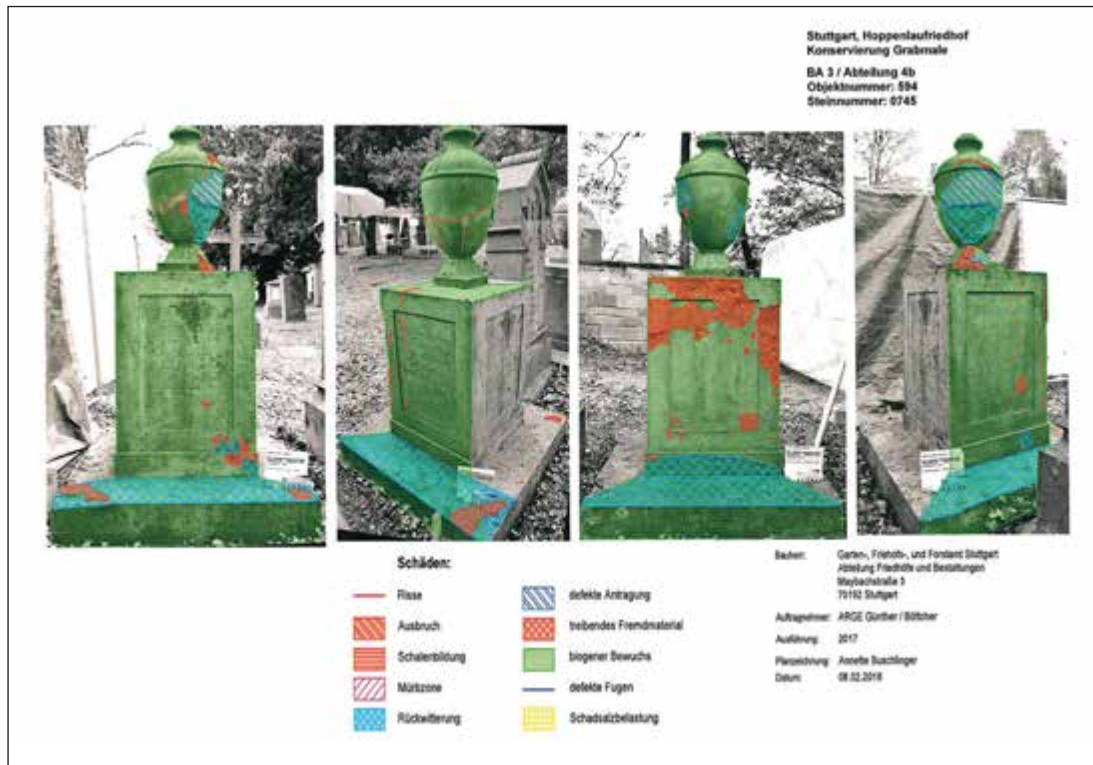 Stuttgart, Hoppenlaufriedhof
Konservierung Grabmale
BA 3 / Abteilung 4b
Objektnummer: 594
Steinnummer: 0745
Schäden:
Risse
Ausbruch
Schalenbildung
Mürbzone
Rückwitterung
defekte Antragung
treibendes Fremdmaterial
biogener Bewuchs
defekte Fugen
Schadsalzbelastung
Bauherr: Garten-, Friehofs-, und Forstamt Stuttgart
Abteilung Friedhöfe und Bestattungen
Maybachstraße 3
70192 Stuttgart
Auftragnehmer: ARGE Günther / Böttcher
Ausführung: 2017
Planzeichnung: Annette Buschlinger
Datum: 08.02.2018